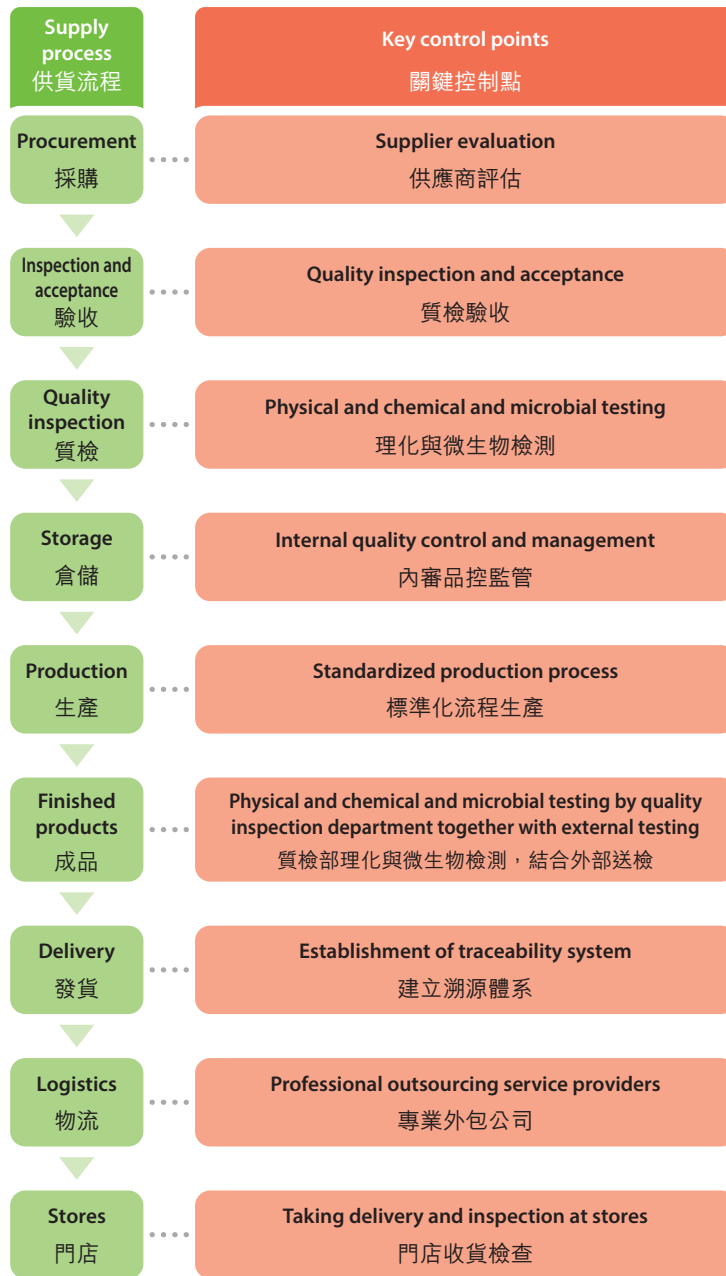 Supply
process
供貨流程
Key control points
關鍵控制點
Procurement
採購
Supplier evaluation
供應商評估
Inspection and
acceptance
驗收
Quality inspection and acceptance
質檢驗收
Quality
inspection
質檢
Physical and chemical and microbial testing
理化與微生物檢測
Storage
倉儲
Internal quality control and management
內審品控監管
Production
生產
Standardized production process
標準化流程生產
Finished
products
成品
Physical and chemical and microbial testing by quality
inspection department together with external testing
質檢部理化與微生物檢測，結合外部送檢
Delivery
發貨
Establishment of traceability system
建立溯源體系
Logistics
物流
Professional outsourcing service providers
專業外包公司
Stores
門店
Taking delivery and inspection at stores
門店收貨檢查